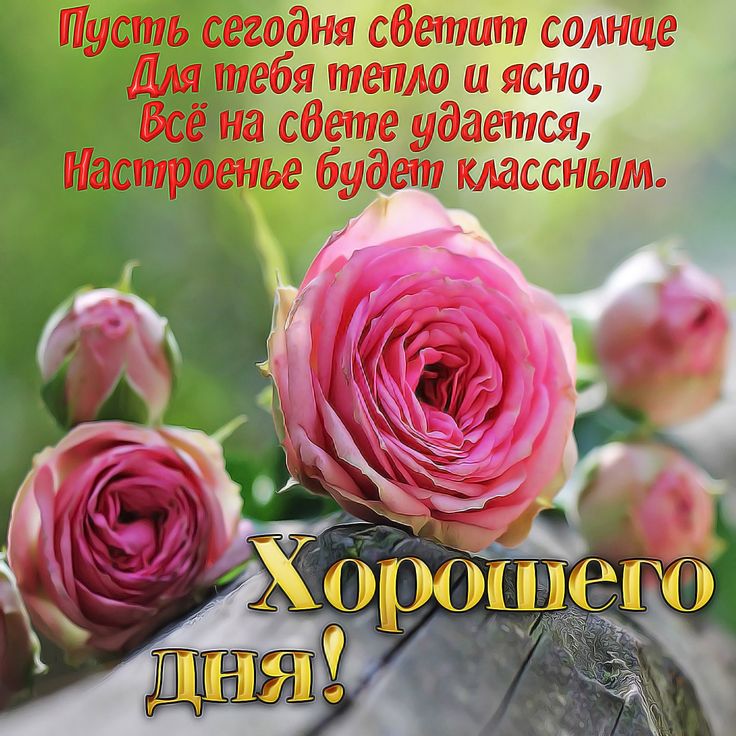 Пусть сегодня светит солнце
Для тебя тепло и ясно,
Всё на свете удается,
Настроенье будет классным.
Хорошего
дня!